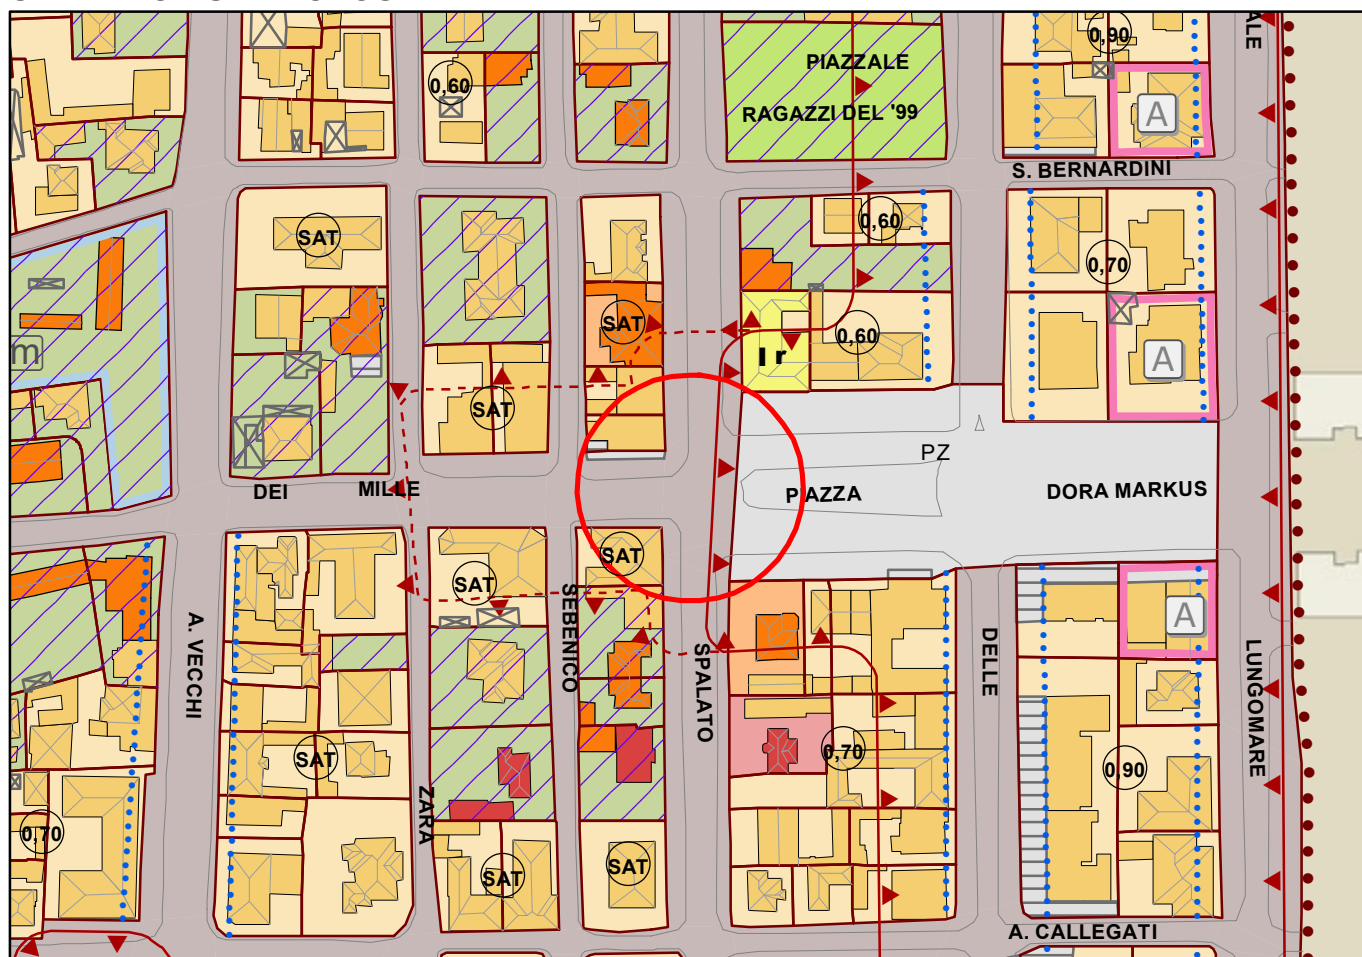 0,90
ALE
PIAZZALE
0,60
A
RAGAZZI DEL '99
S. BERNARDINI
0,60
SAT
0,70
SAT
0,60
I r
m
A
SAT
PZ
DEI
MILLE
PIAZZA
DORA MARKUS
SAT
SAT
A
SEBENICO
A. VECCHI
SPALATO
DELLE
LUNGOMARE
SAT
0,70
0,90
ZARA
0,70
SAT
SAT
A. CALLEGATI